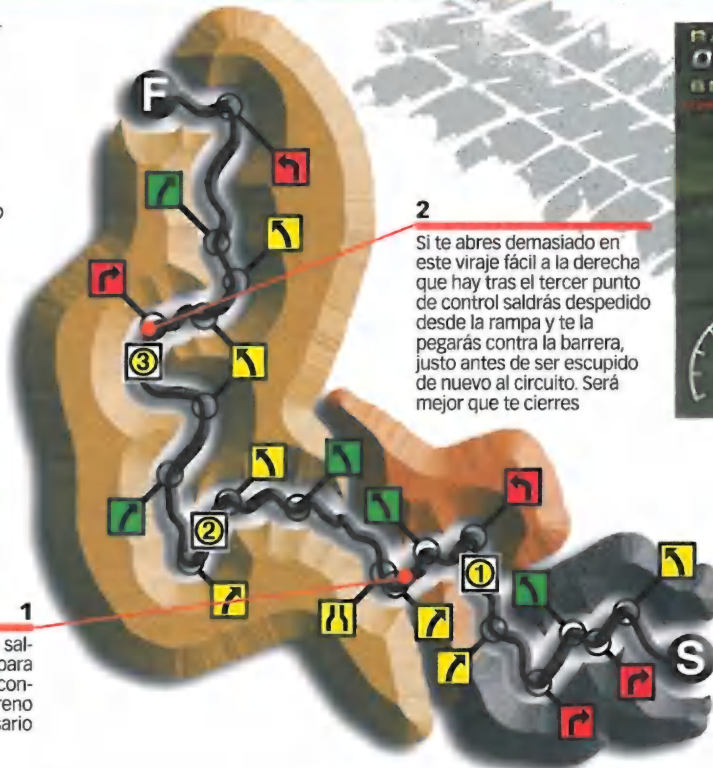 F
2
Si te abres demasiado en
este viraje fácil a la derecha
que hay tras el tercer punto
de control saldrás despedido
desde la rampa y te la
pegarás contra la barrera,
justo antes de ser escupido
de nuevo al circuito. Será
mejor que te cierres
3
2
1
S
1
sal-
para
con-
reno
sario